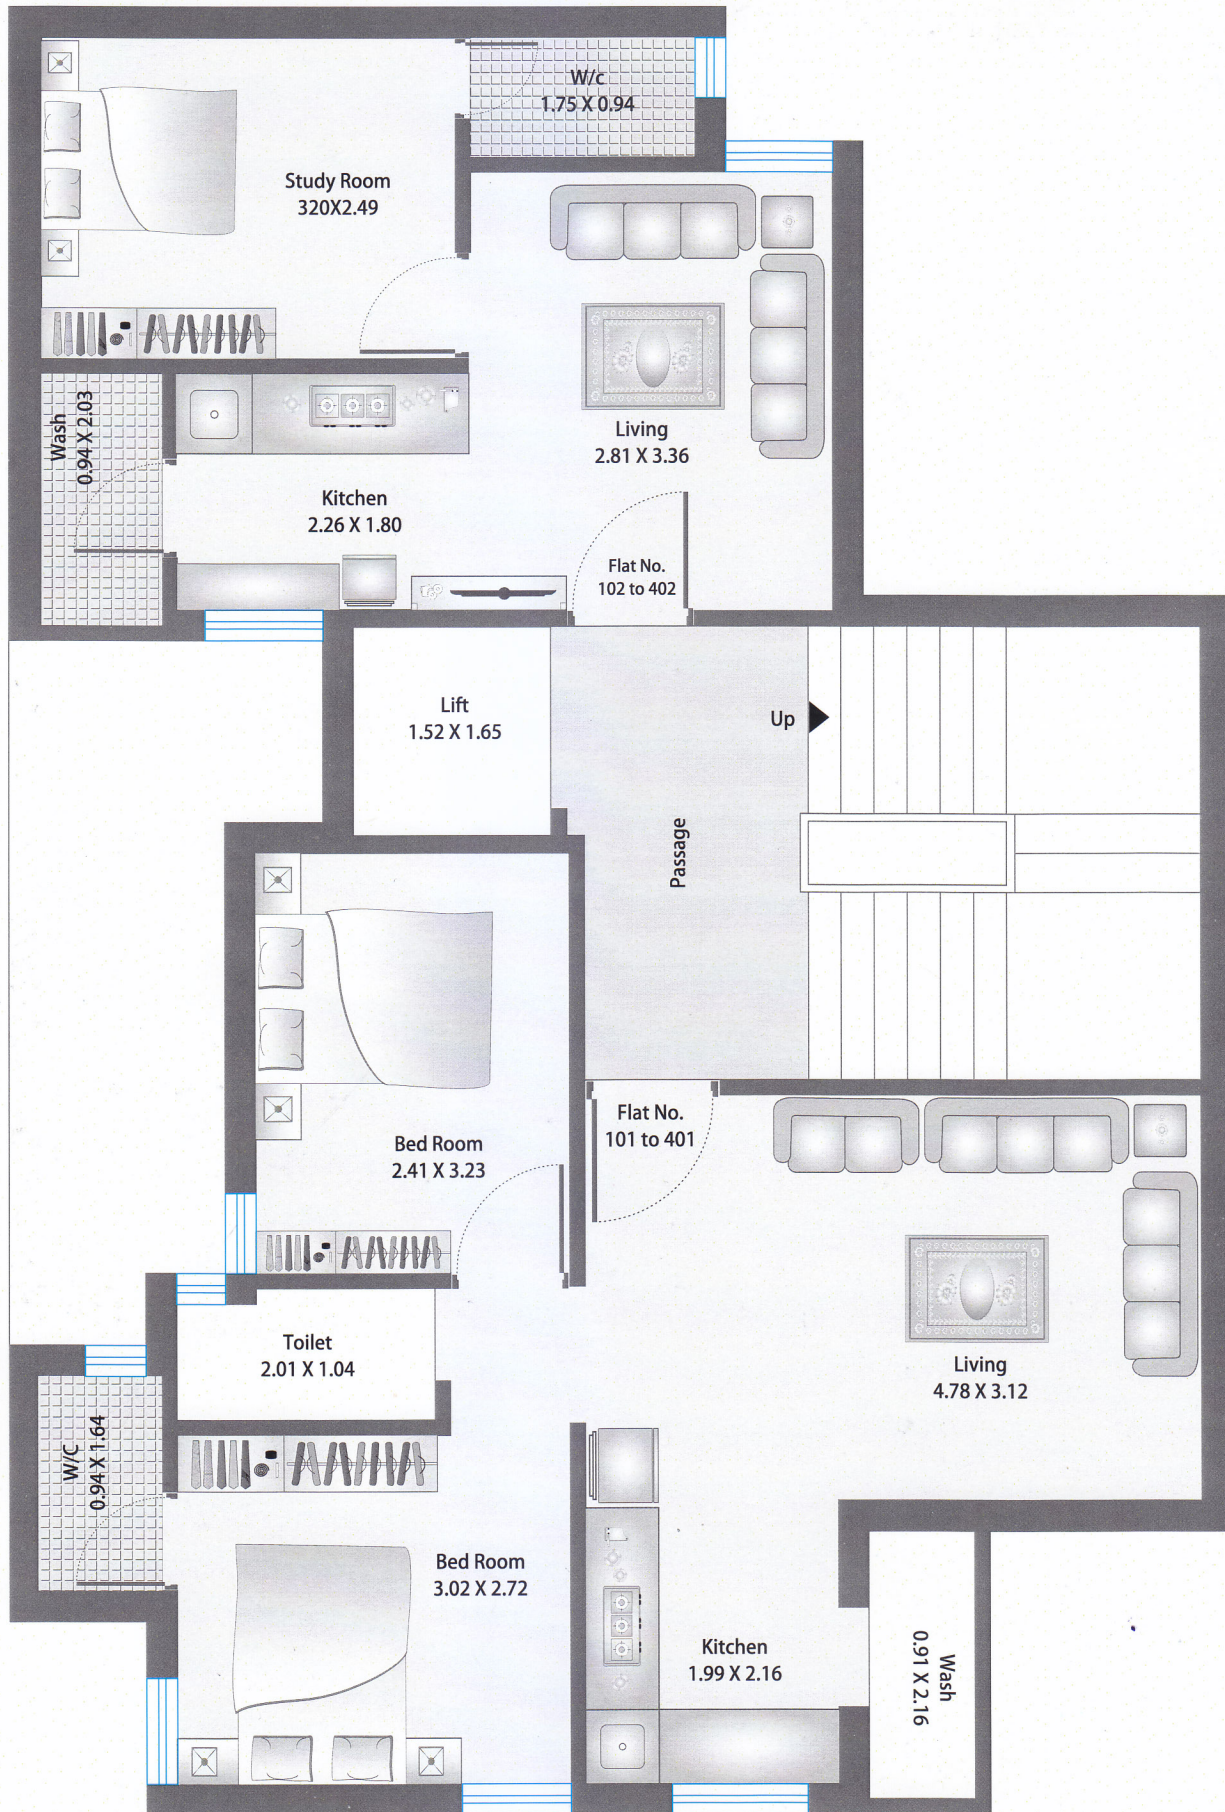 W/c
1.75 X 0.94
Study Room
320X2.49
Wash
0.94 X 2.03
Living
2.81 X 3.36
Kitchen
2.26 X 1.80
Flat No.
102 to 402
Lift
1.52 X 1.65
Up
Passage
Flat No.
101 to 401
Bed Room
2.41 X 3.23
Toilet
2.01 X 1.04
Living
4.78 X 3.12
W/C
0.94 X 1.64
Bed Room
3.02 X 2.72
Kitchen
1.99 X 2.16
Wash
0.91 X 2.16